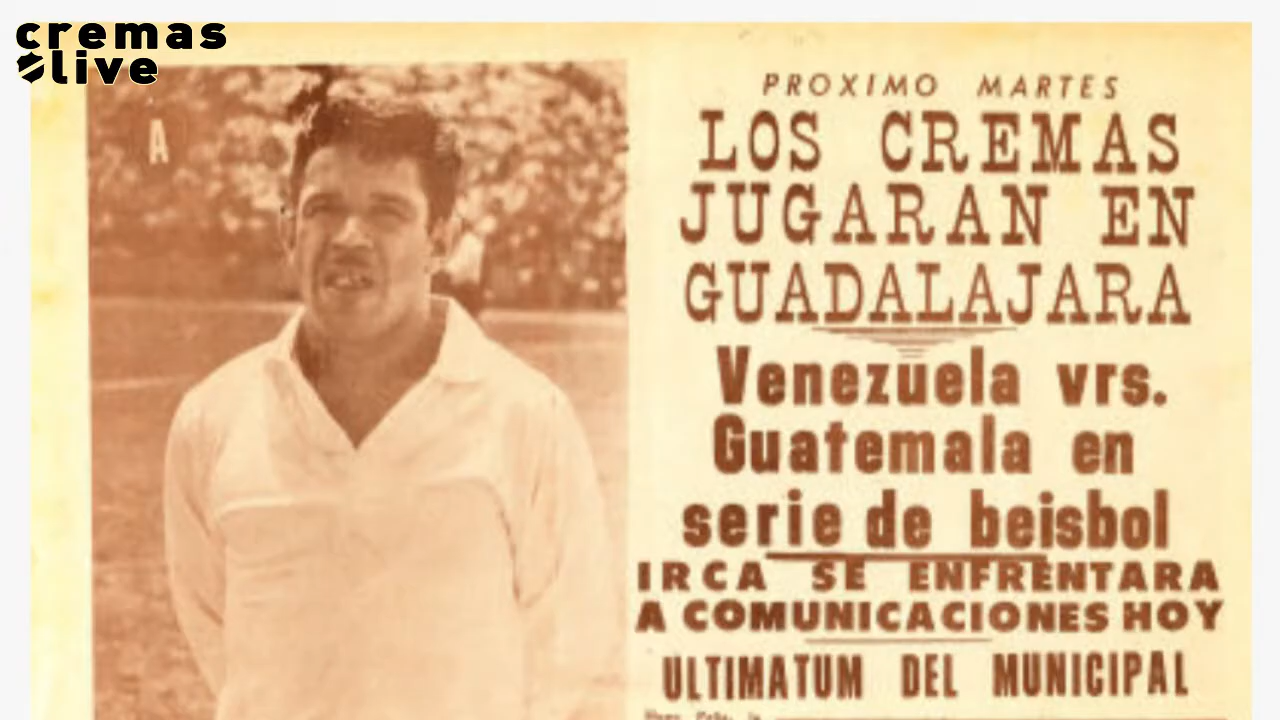 cremas
live
A
PROXIMO MARTES
LOS CREMAS
JUGARAN EN
GUADALAJARA
Venezuela vrs.
Guatemala en
serie de beisbol
IRCA SE ENFRENTARA
A COMUNICACIONES HOY
ULTIMATUM DEL MUNICIPAL